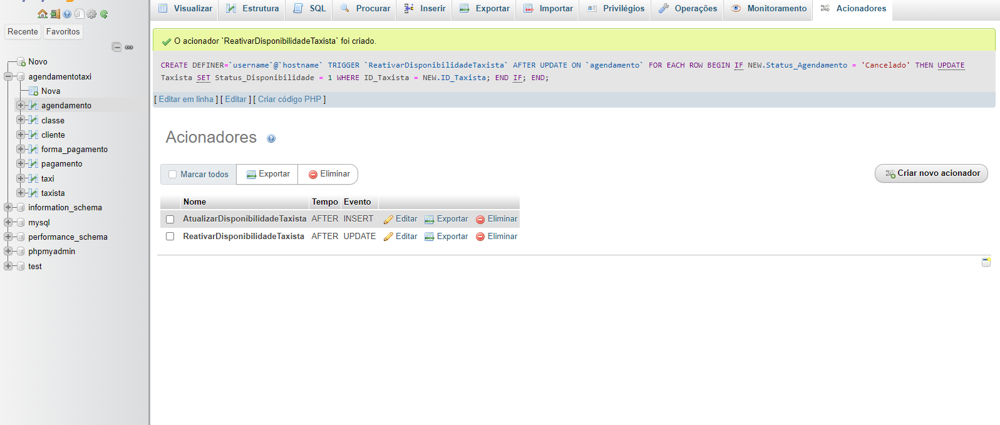 Visualizar Estrutura SQL Procurar Inserir Exportar Importar Privilégios Operações Monitoramento Acionadores
Recente Favoritos
Novo
agendamentotaxi
Nova
agendamento
classe
cliente
forma_pagamento
pagamento
taxi
taxista
information_schema
mysql
performance_schema
phpmyadmin
test
O acionador `ReativarDisponibilidadeTaxista` foi criado.
CREATE DEFINER=`username`@`hostname` TRIGGER `ReativarDisponibilidadeTaxista` AFTER UPDATE ON `agendamento` FOR EACH ROW BEGIN IF NEW.Status_Agendamento = 'Cancelado' THEN UPDATE
Taxista SET Status_Disponibilidade = 1 WHERE ID_Taxista = NEW.ID_Taxista; END IF; END;
[ Editar em linha ] [ Editar ] [ Criar código PHP ]
Acionadores
Marcar todos Exportar Eliminar
Criar novo acionador
Nome Tempo Evento
AtualizarDisponibilidadeTaxista AFTER INSERT Editar Exportar Eliminar
ReativarDisponibilidadeTaxista AFTER UPDATE Editar Exportar Eliminar